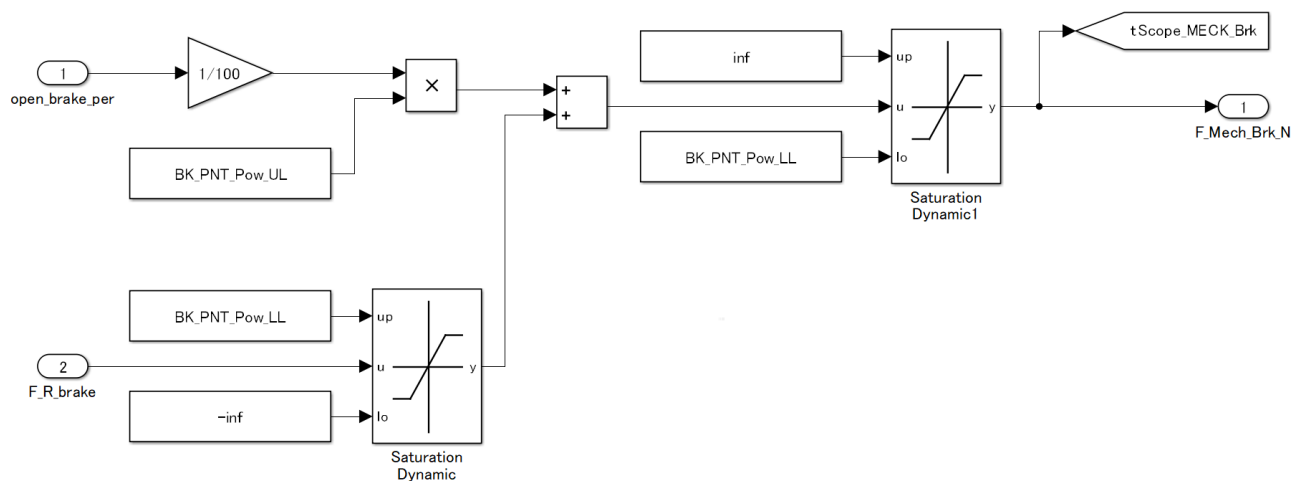 1
open_brake_per
1/100
×
BK_PNT_Pow_UL
+
+
inf
BK_PNT_Pow_LL
up
u
lo
y
Saturation
Dynamic1
tScope_MECK_Brk
1
F_Mech_Brk_N
BK_PNT_Pow_LL
2
F_R_brake
-inf
up
u
lo
y
Saturation
Dynamic